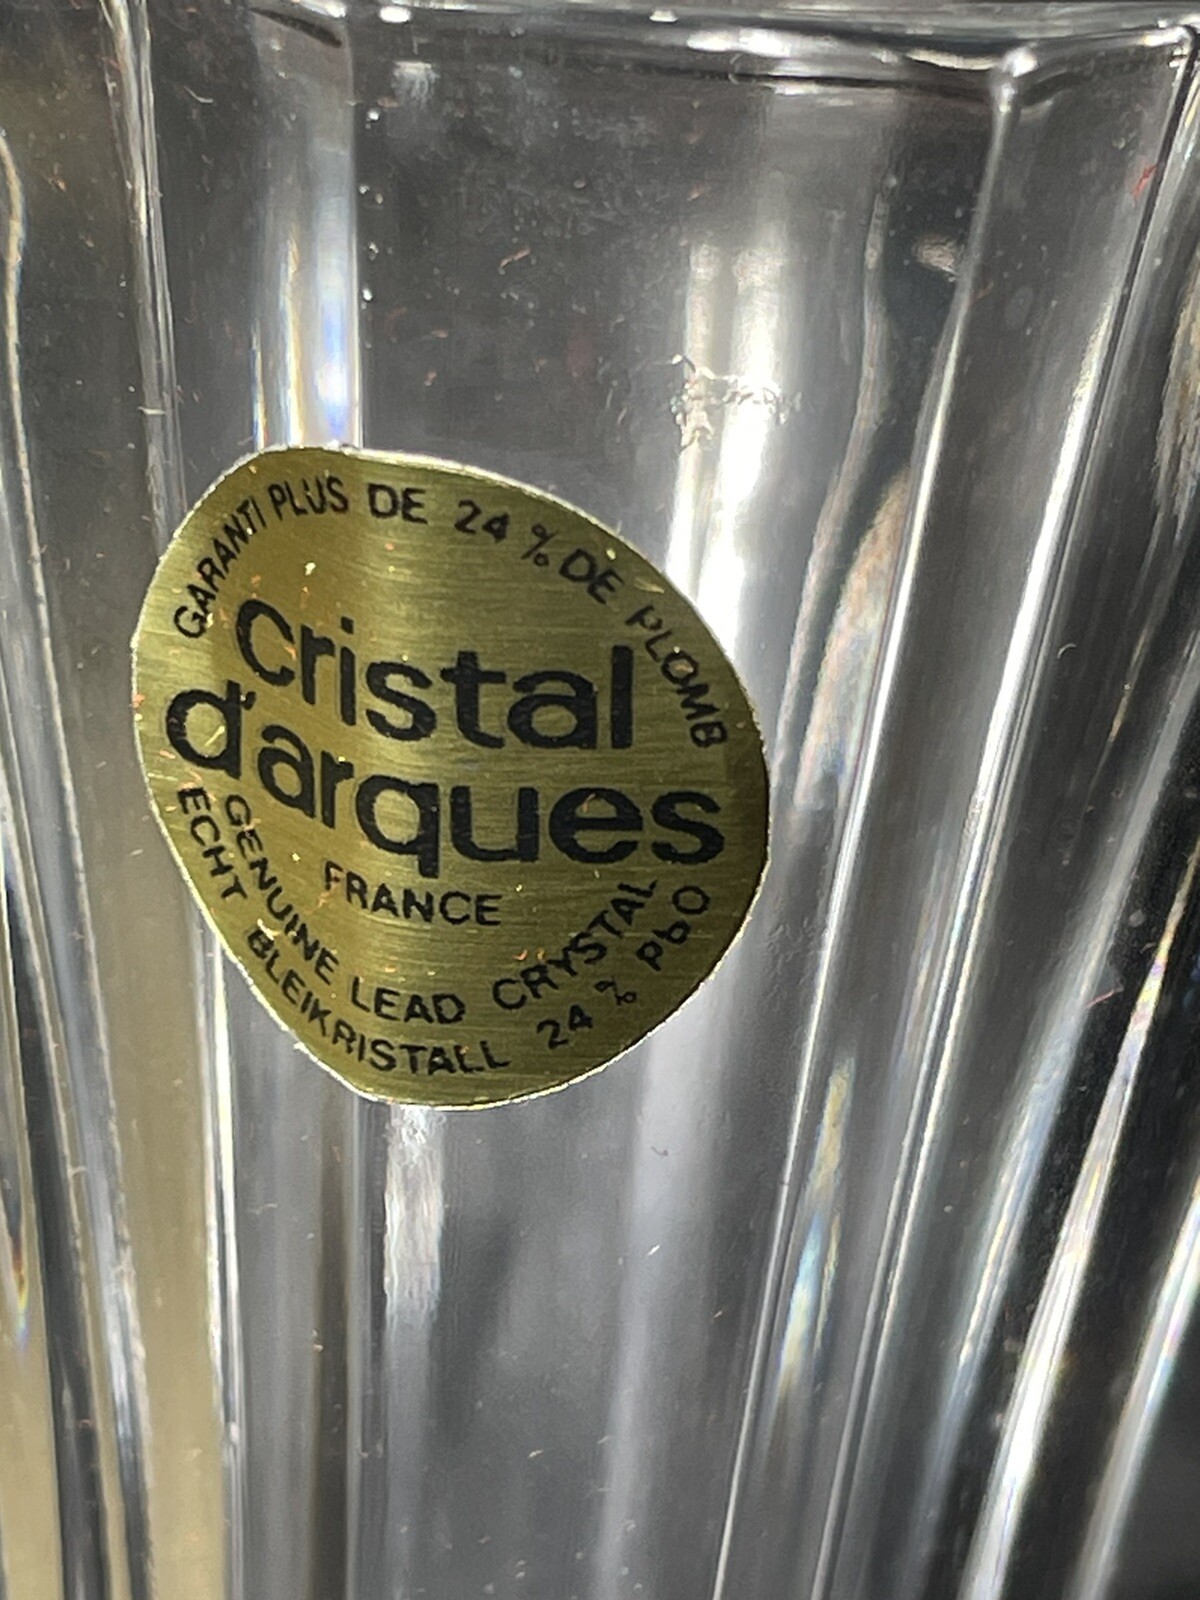 GARANTI PLUS DE 24 % DE PLOMB
Cristal
d'arques
FRANCE
GENUINE LEAD CRYSTAL
ECHT BLEIKRISTALL 24 % PbO